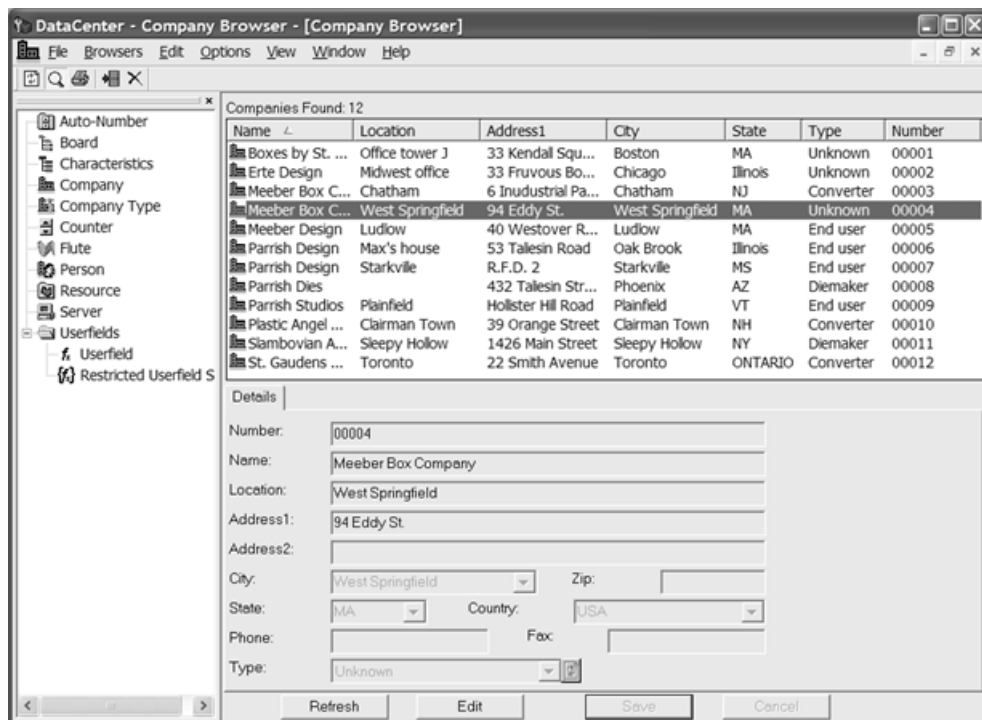 DataCenter - Company Browser - [Company Browser]
File Browsers Edit Options View Window Help
Auto-Number
Board
Characteristics
Company
Company Type
Counter
Flute
Person
Resource
Server
Userfields
Userfield
Restricted Userfield S
Companies Found: 12
Name Location Address1 City State Type Number
Boxes by St. ... Office tower J 33 Kendall Squ... Boston MA Unknown 00001
Erte Design Midwest office 33 Fruvous Bo... Chicago Illinois Unknown 00002
Meeber Box C... Chatham 6 Inudustrial Pa... Chatham NJ Converter 00003
Meeber Box C... West Springfield 94 Eddy St. West Springfield MA Unknown 00004
Meeber Design Ludlow 40 Westover R... Ludlow MA End user 00005
Parrish Design Max's house 53 Talesin Road Oak Brook Illinois End user 00006
Parrish Design Starkville R.F.D. 2 Starkville MS End user 00007
Parrish Dies 432 Talesin Str... Phoenix AZ Diemaker 00008
Parrish Studios Plainfield Hollister Hill Road Plainfield VT End user 00009
Plastic Angel ... Clairman Town 39 Orange Street Clairman Town NH Converter 00010
Slambovian A... Sleepy Hollow 1426 Main Street Sleepy Hollow NY Diemaker 00011
St. Gaudens ... Toronto 22 Smith Avenue Toronto ONTARIO Converter 00012
Details
Number: 00004
Name: Meeber Box Company
Location: West Springfield
Address1: 94 Eddy St.
Address2:
City: West Springfield Zip:
State: MA Country: USA
Phone: Fax:
Type: Unknown
Refresh Edit Save Cancel